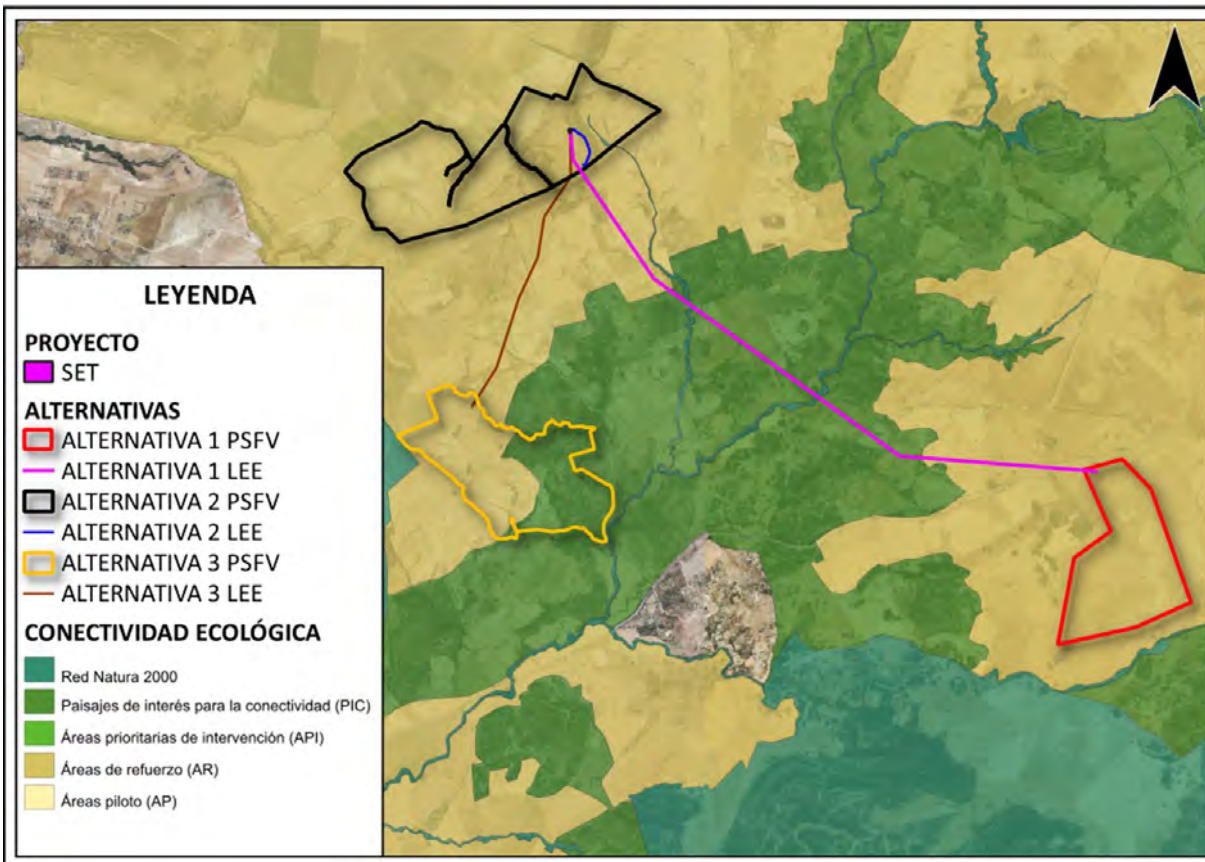 LEYENDA
PROYECTO
SET
ALTERNATIVAS
ALTERNATIVA 1 PSFV
ALTERNATIVA 1 LEE
ALTERNATIVA 2 PSFV
ALTERNATIVA 2 LEE
ALTERNATIVA 3 PSFV
ALTERNATIVA 3 LEE
CONECTIVIDAD ECOLÓGICA
Red Natura 2000
Paisajes de interés para la conectividad (PIC)
Áreas prioritarias de intervención (API)
Áreas de refuerzo (AR)
Áreas piloto (AP)